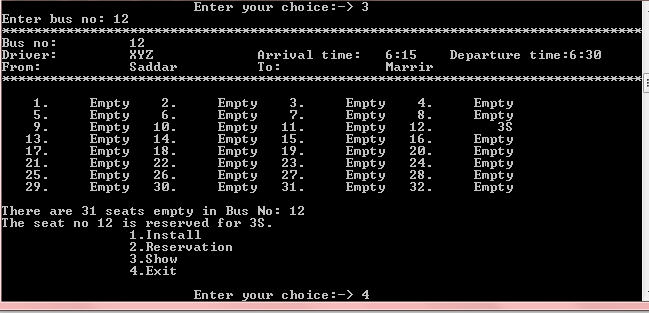 Enter your choice:-> 3
Enter bus no: 12
********************************************************************************
Bus no: 12
Driver: XYZ Arrival time: 6:15 Departure time:6:30
From: Saddar To: Marrir
********************************************************************************
1. Empty 2. Empty 3. Empty 4. Empty
5. Empty 6. Empty 7. Empty 8. Empty
9. Empty 10. Empty 11. Empty 12. 3S
13. Empty 14. Empty 15. Empty 16. Empty
17. Empty 18. Empty 19. Empty 20. Empty
21. Empty 22. Empty 23. Empty 24. Empty
25. Empty 26. Empty 27. Empty 28. Empty
29. Empty 30. Empty 31. Empty 32. Empty
There are 31 seats empty in Bus No: 12
The seat no 12 is reserved for 3S.
1.Install
2.Reservation
3.Show
4.Exit
Enter your choice:-> 4